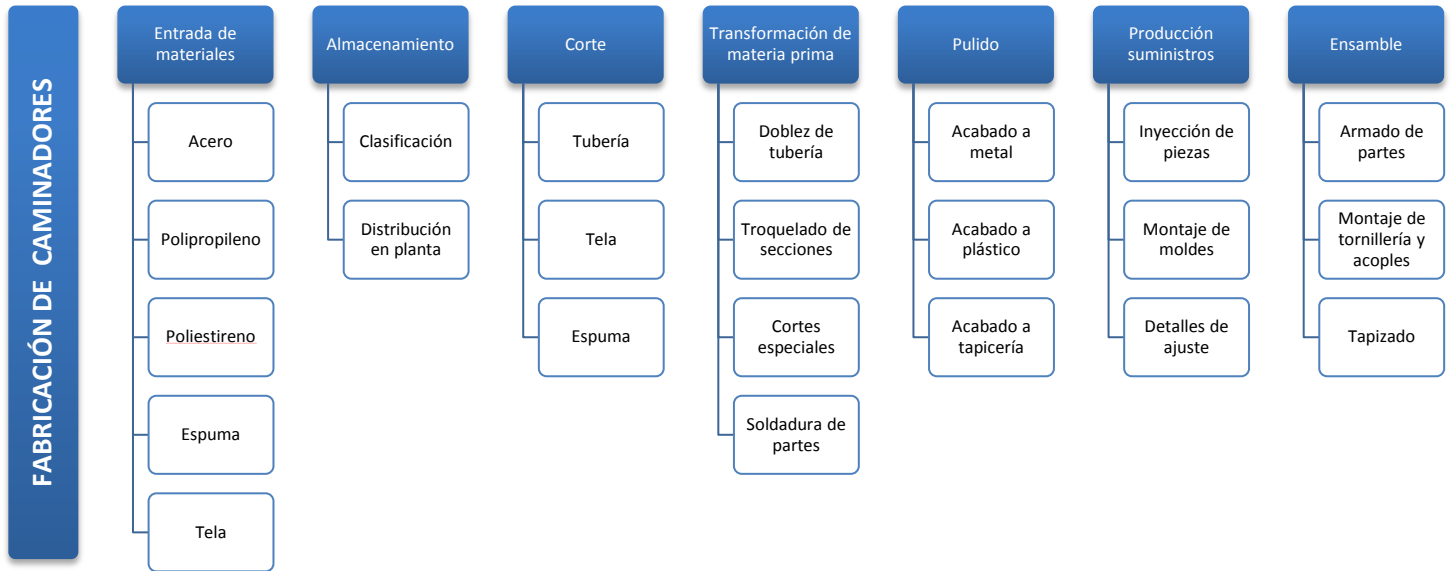 FABRICACIÓN DE CAMINADORES
Entrada de
materiales
Acero
Polipropileno
Poliestireno
Espuma
Tela
Almacenamiento
Clasificación
Distribución
en planta
Corte
Tubería
Tela
Espuma
Transformación de
materia prima
Doblez de
tubería
Troquelado de
secciones
Cortes
especiales
Soldadura de
partes
Pulido
Acabado a
metal
Acabado a
plástico
Acabado a
tapicería
Producción
suministros
Inyección de
piezas
Montaje de
moldes
Detalles de
ajuste
Ensamble
Armado de
partes
Montaje de
tornillería y
acoples
Tapizado